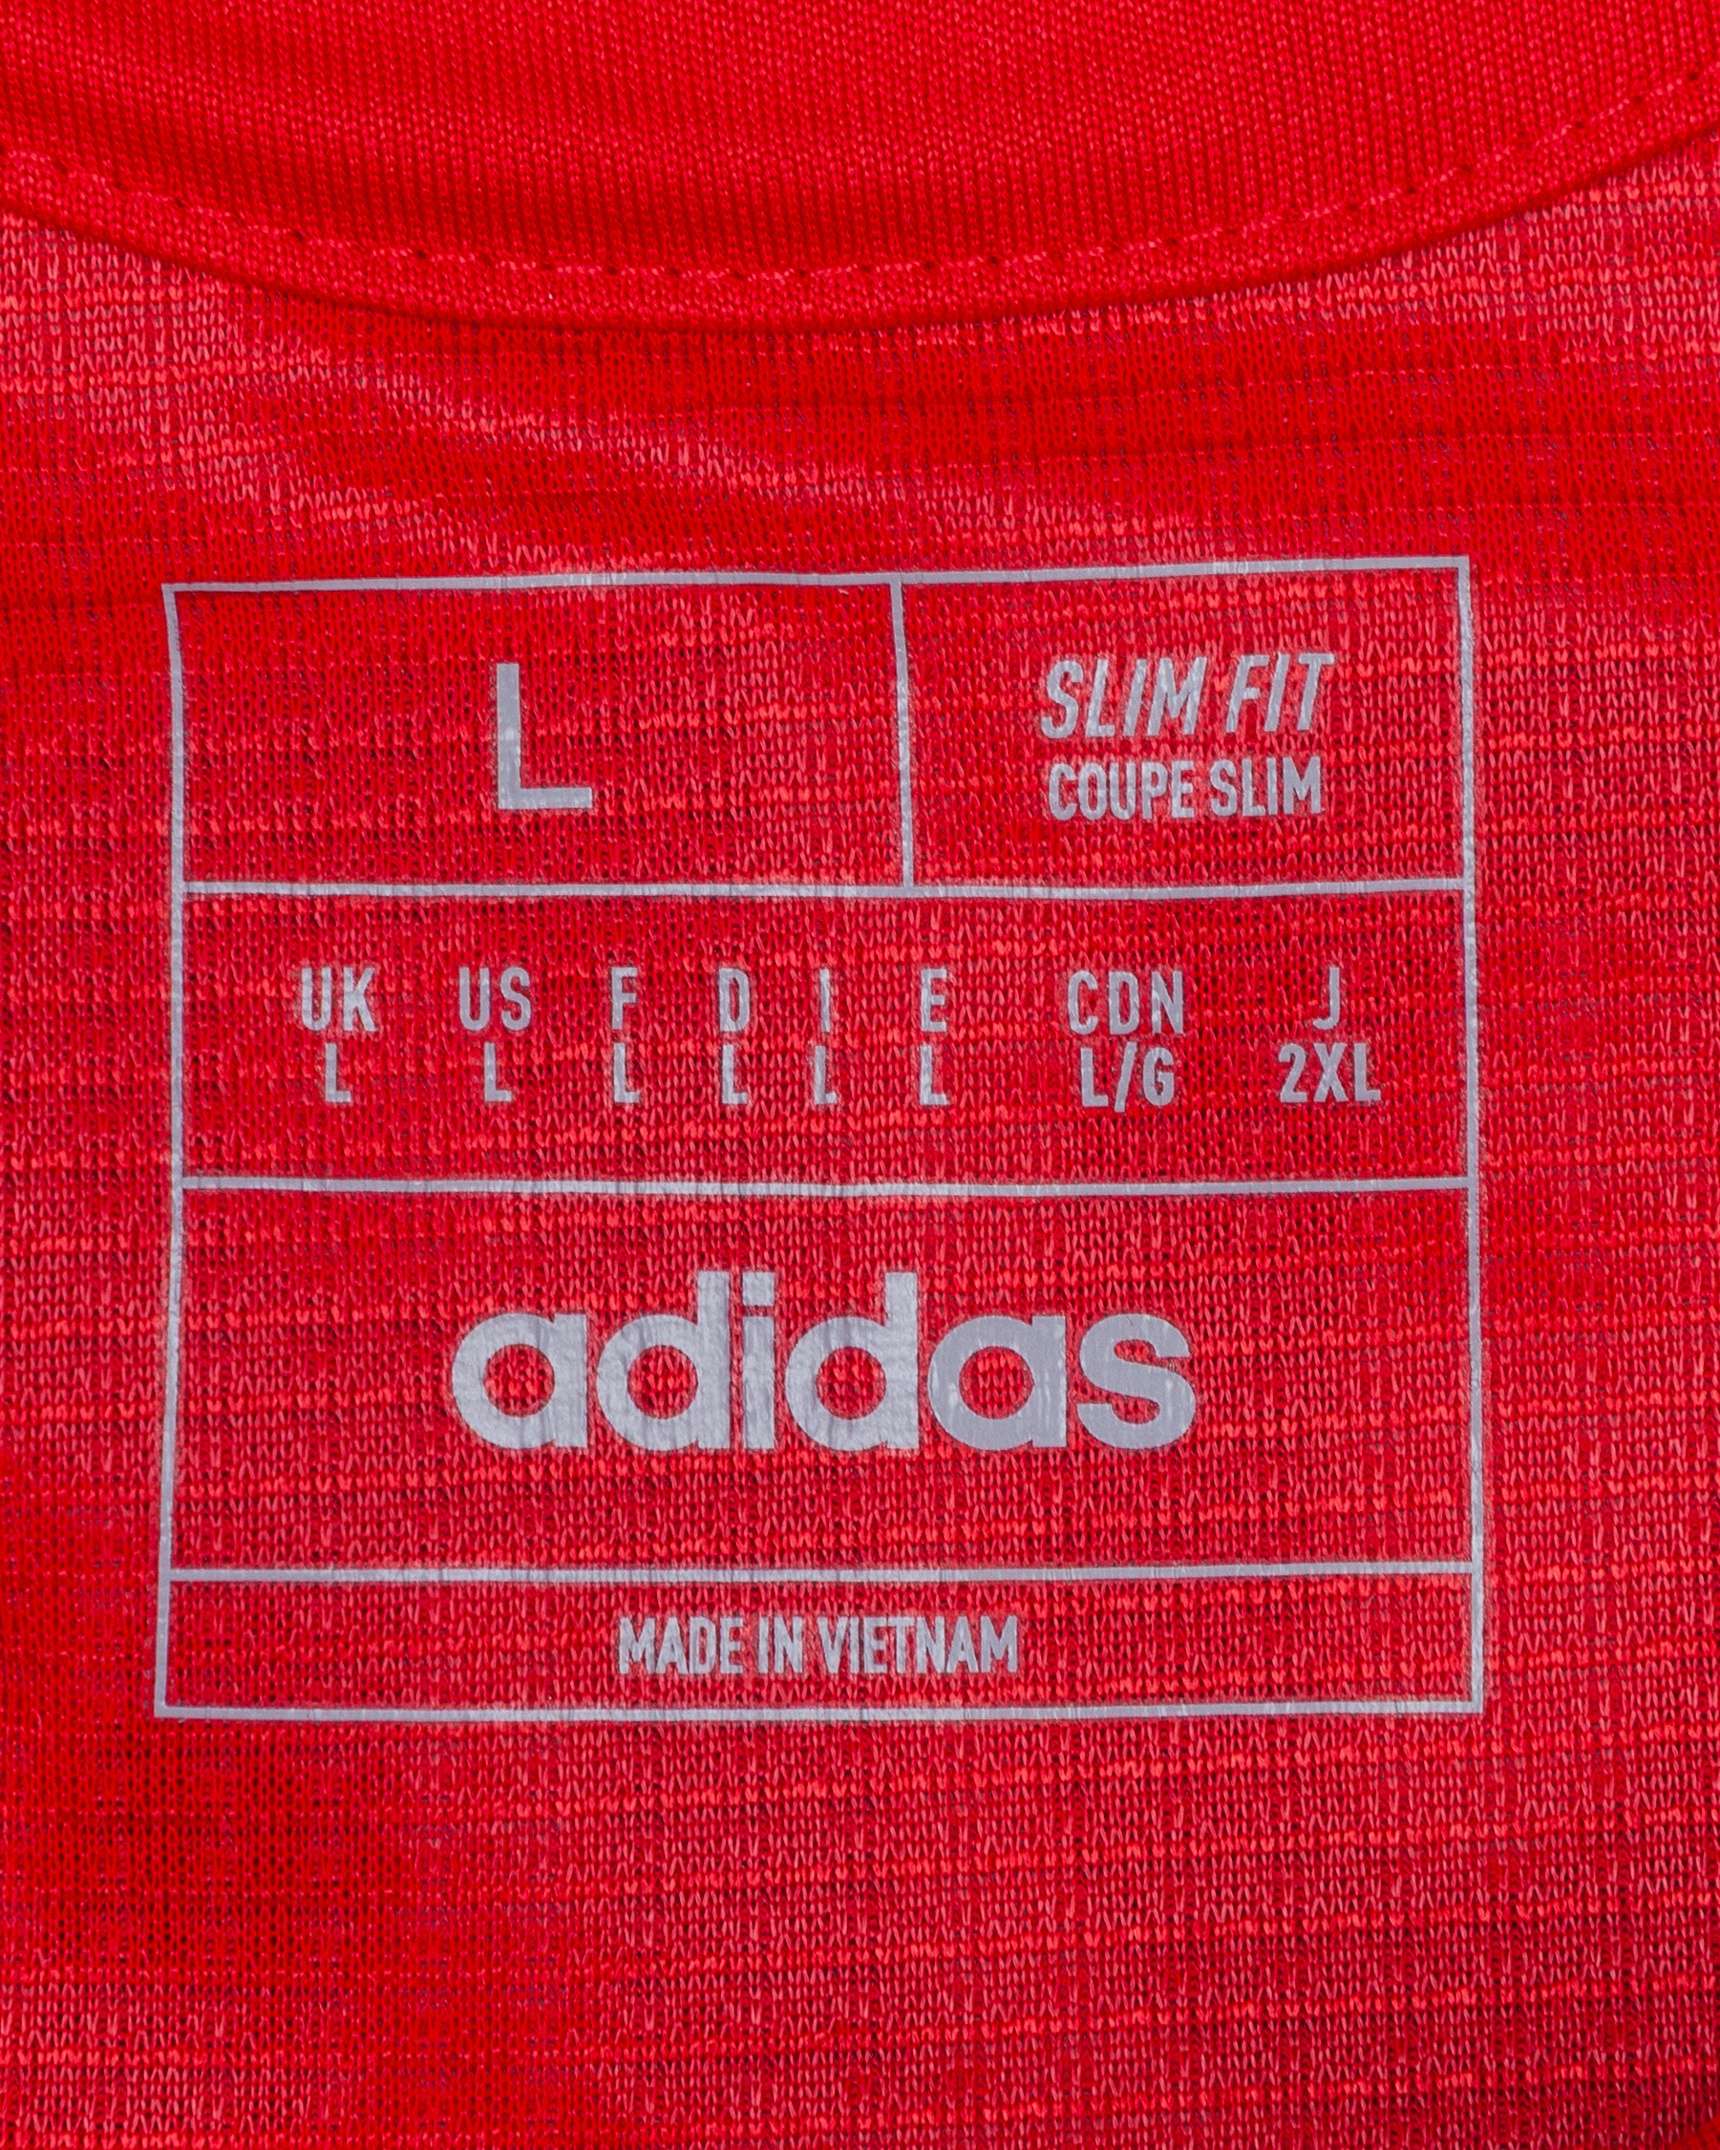 L
SLIM FIT
COUPE SLIM
UK US F D I E CDN J
L L L L L L L/G 2XL
adidas
MADE IN VIETNAM